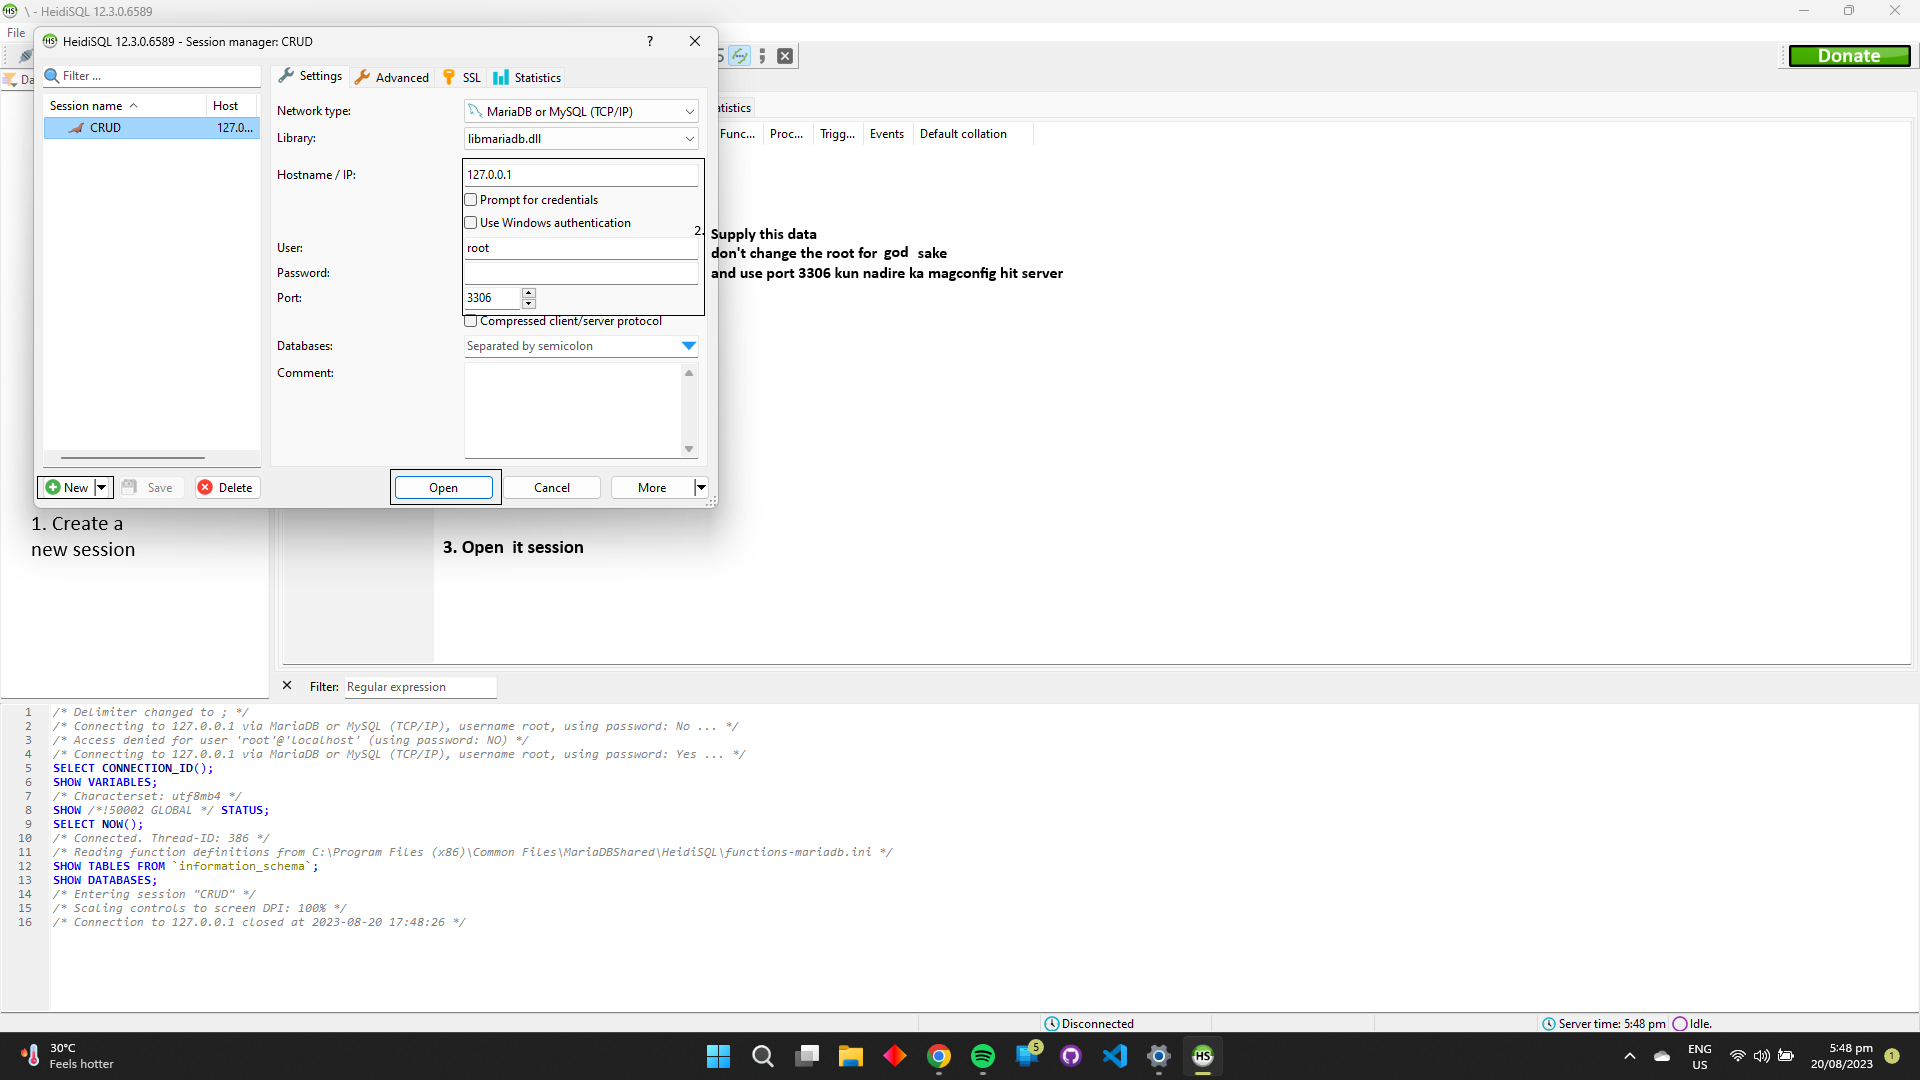 \ - HeidiSQL 12.3.0.6589
File
HeidiSQL 12.3.0.6589 - Session manager: CRUD
?
Donate
Filter ...
Da
Session name
Host
CRUD
127.0...
Settings
Advanced
SSL
Statistics
Network type:
MariaDB or MySQL (TCP/IP)
Library:
libmariadb.dll
Hostname / IP:
127.0.0.1
Prompt for credentials
Use Windows authentication
User:
root
Password:
Port:
3306
Compressed client/server protocol
Databases:
Separated by semicolon
Comment:
New
Save
Delete
Open
Cancel
More
atistics
Func...
Proc...
Trigg...
Events
Default collation
2. Supply this data
don't change the root for god sake
and use port 3306 kun nadire ka magconfig hit server
1. Create a
new session
3. Open it session
Filter:
Regular expression
1 /* Delimiter changed to ; */
2 /* Connecting to 127.0.0.1 via MariaDB or MySQL (TCP/IP), username root, using password: No ... */
3 /* Access denied for user 'root'@'localhost' (using password: NO) */
4 /* Connecting to 127.0.0.1 via MariaDB or MySQL (TCP/IP), username root, using password: Yes ... */
5 SELECT CONNECTION_ID();
6 SHOW VARIABLES;
7 /* Characterset: utf8mb4 */
8 SHOW /*!50002 GLOBAL */ STATUS;
9 SELECT NOW();
10 /* Connected. Thread-ID: 386 */
11 /* Reading function definitions from C:\Program Files (x86)\Common Files\MariaDBShared\HeidiSQL\functions-mariadb.ini */
12 SHOW TABLES FROM `information_schema`;
13 SHOW DATABASES;
14 /* Entering session "CRUD" */
15 /* Scaling controls to screen DPI: 100% */
16 /* Connection to 127.0.0.1 closed at 2023-08-20 17:48:26 */
Disconnected
Server time: 5:48 pm
Idle.
30°C
Feels hotter
5
HS
ENG
US
5:48 pm
20/08/2023
1